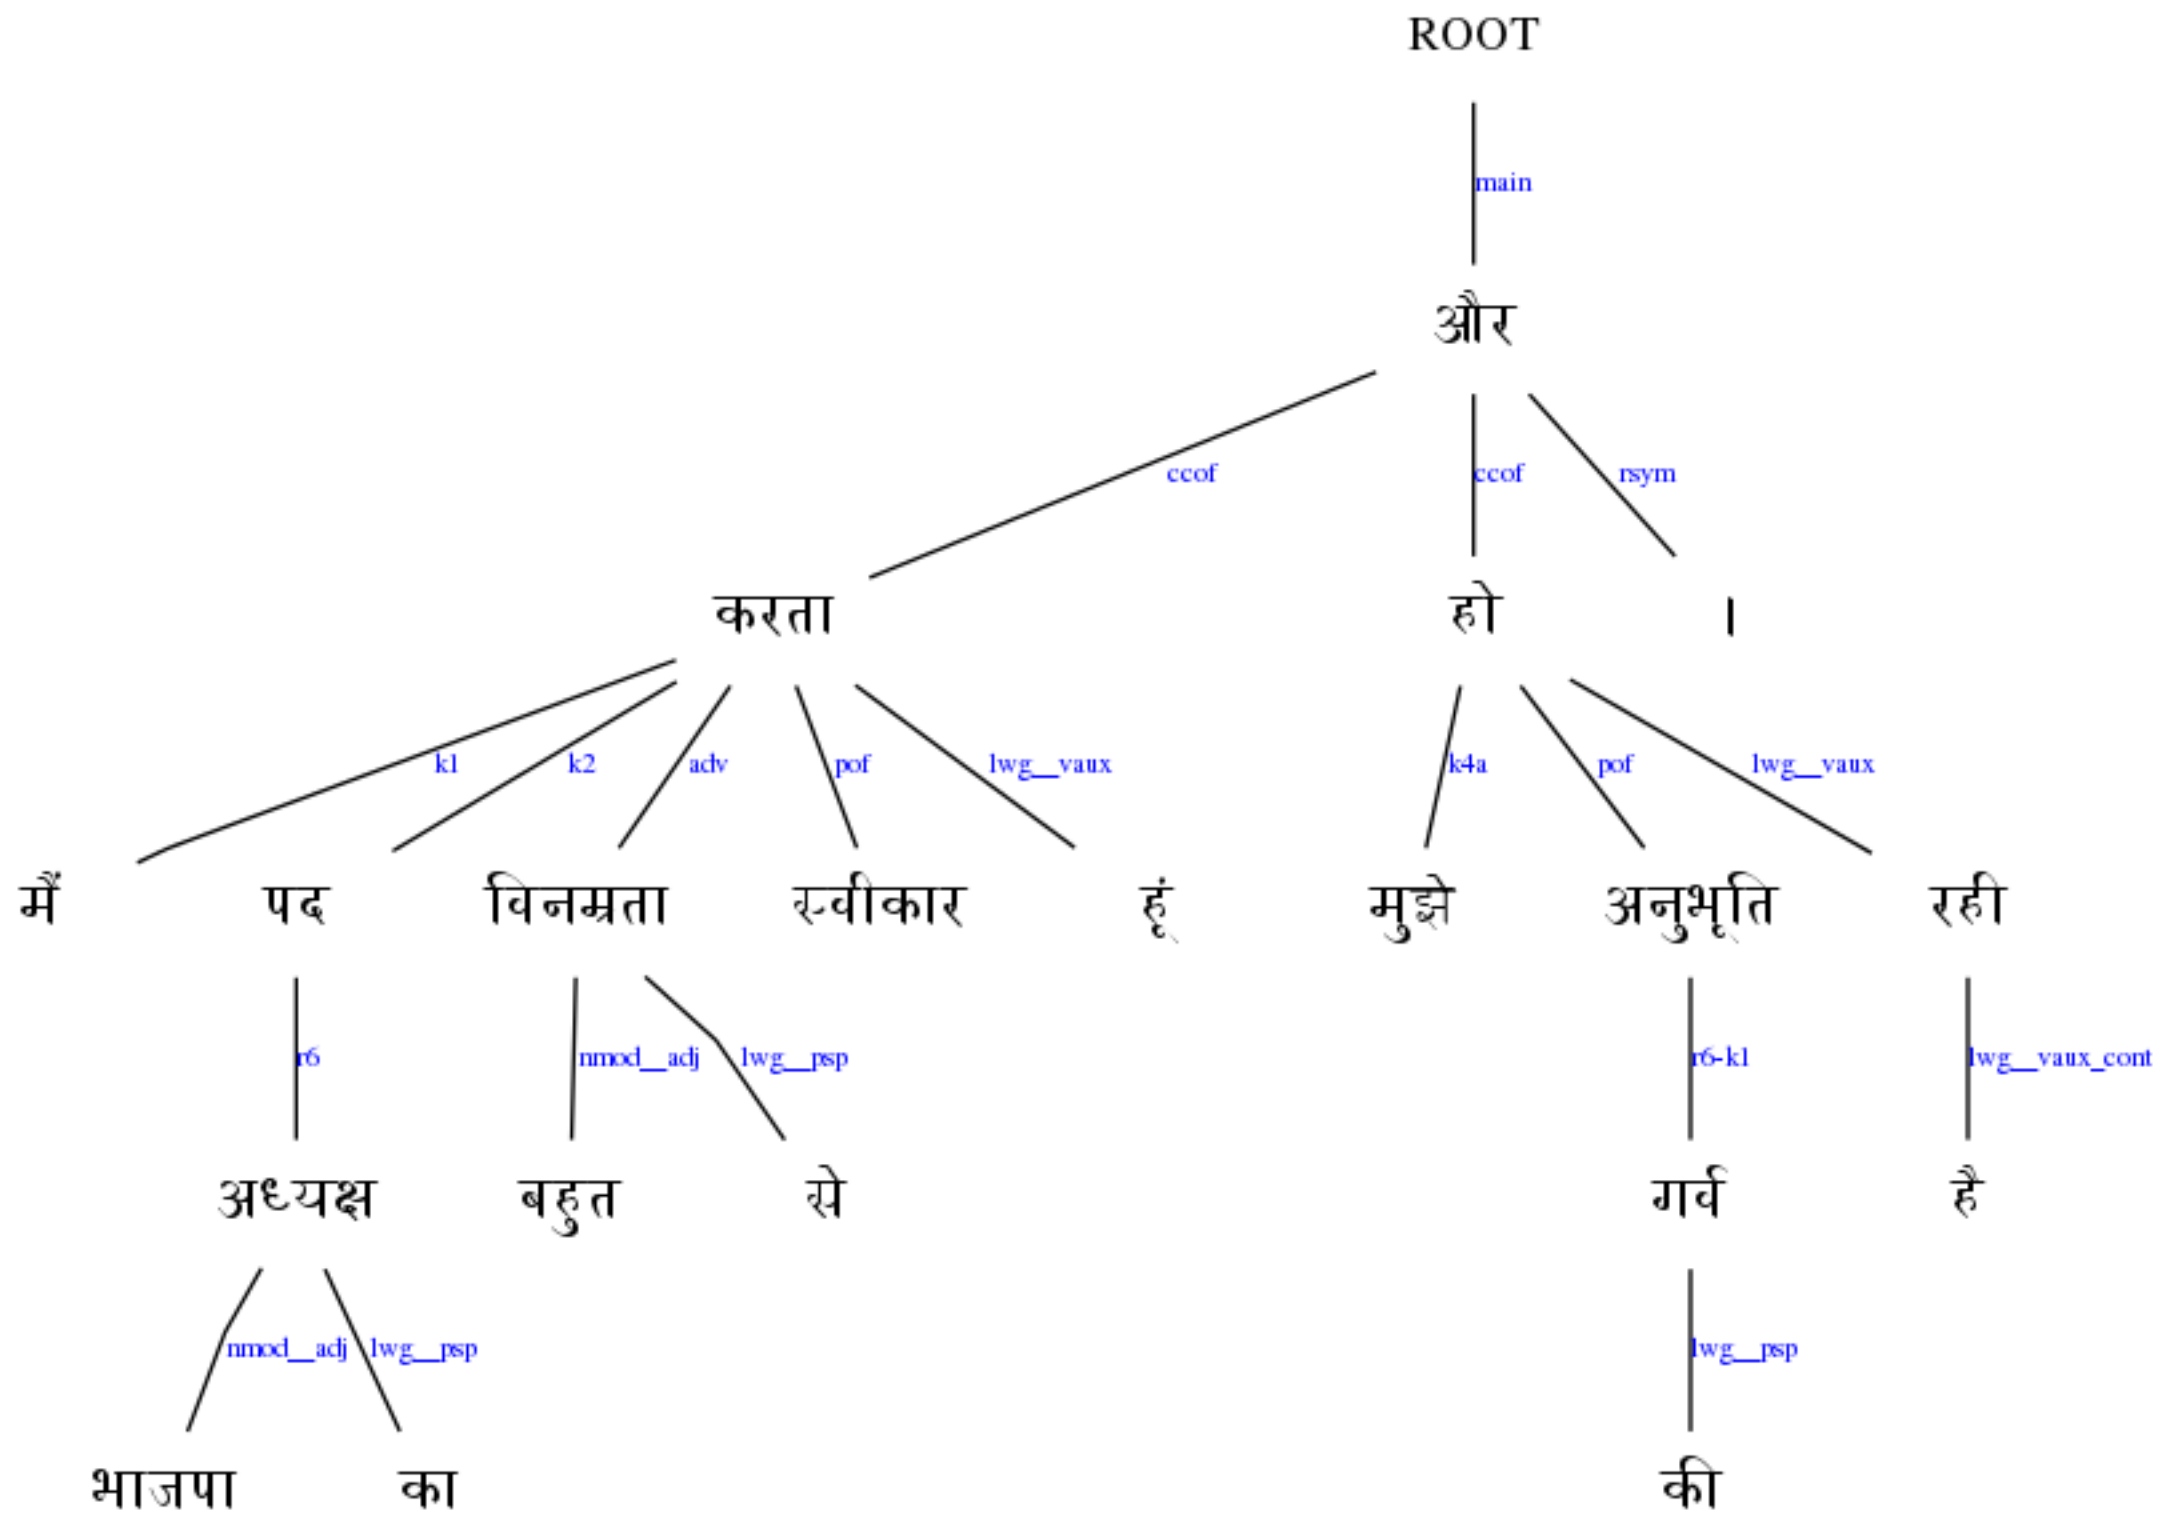 ROOT
main
और
ccof ccof rsym
करता हो ।
k1 k2 adv pof lwg__vaux k4a pof lwg__vaux
मैं पद विनम्रता स्वीकार हूं मुझे अनुभूति रही
r6 nmod__adj lwg__psp r6-k1 lwg__vaux_cont
अध्यक्ष बहुत से गर्व है
nmod__adj lwg__psp lwg__psp
भाजपा का की